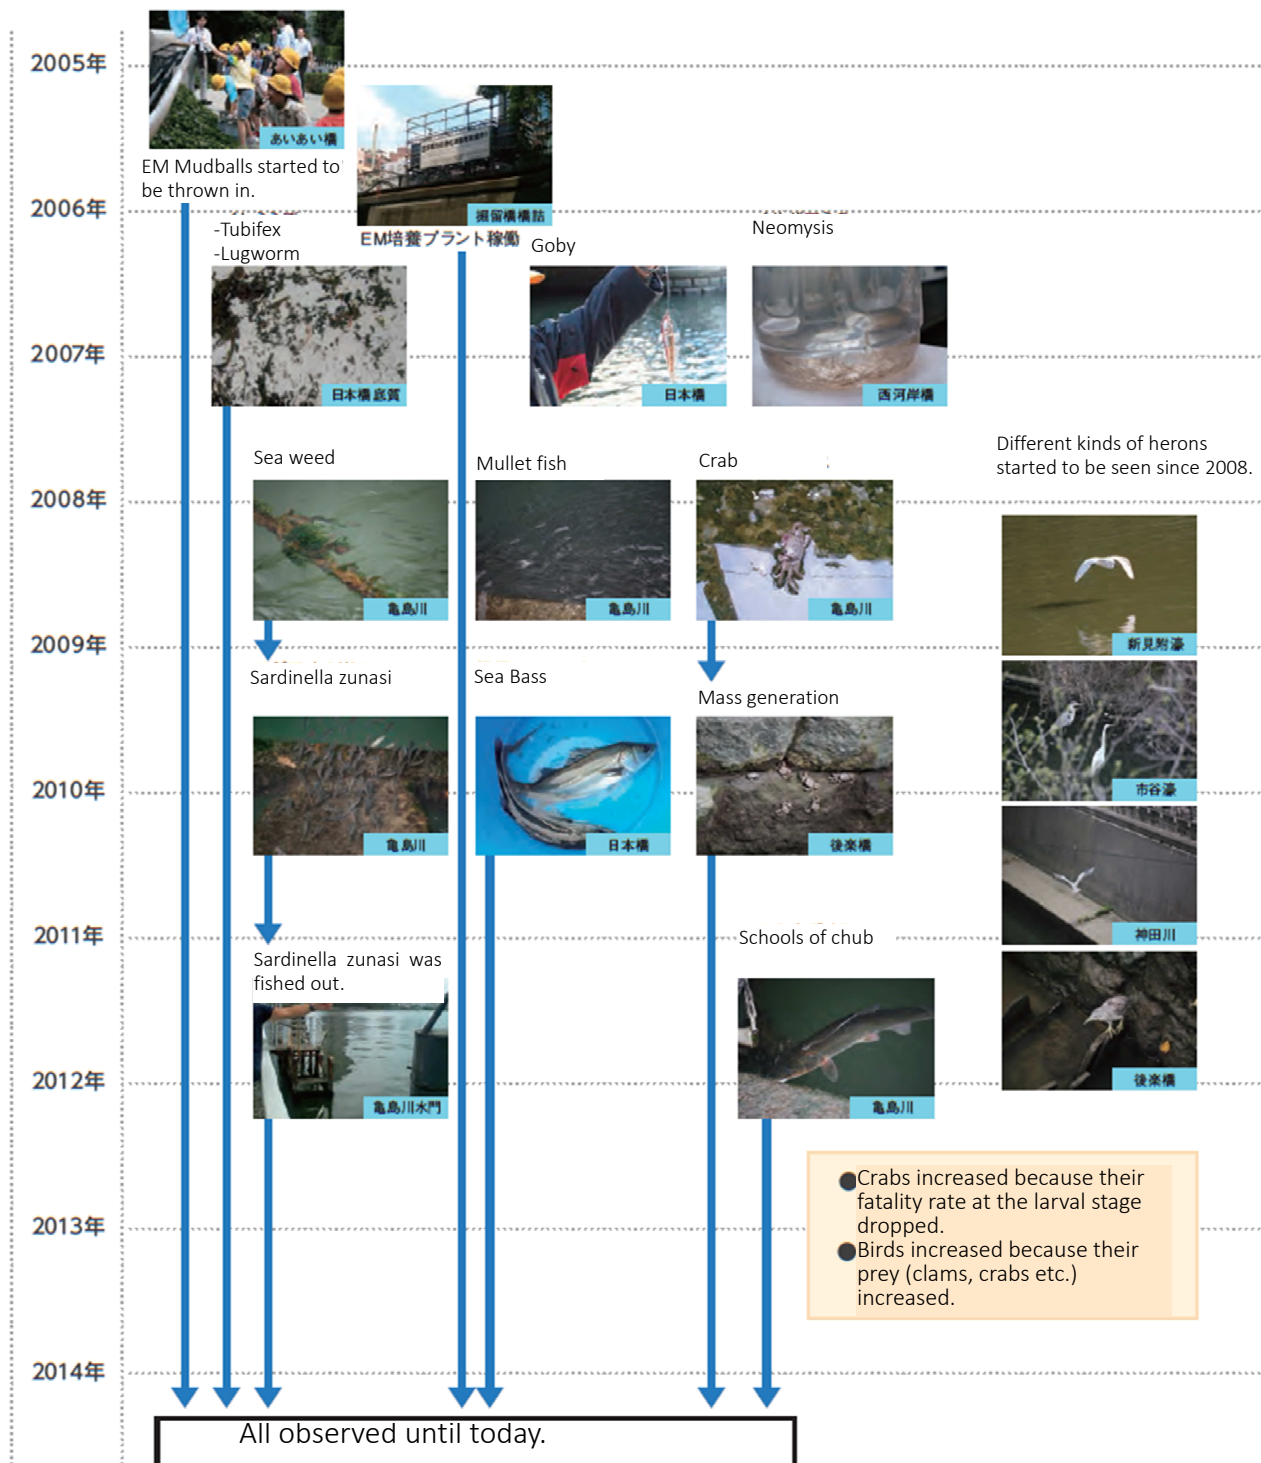 2005年
あいあい橋
EM Mudballs started to
be thrown in.
堀留橋橋詰
2006年
-Tubifex
-Lugworm
EM培養プラント稼働
Goby
Neomysis
2007年
日本橋底質
日本橋
西河岸橋
Sea weed
Mullet fish
Crab
Different kinds of herons
started to be seen since 2008.
2008年
亀島川
亀島川
亀島川
2009年
新見附濠
Sardinella zunasi
Sea Bass
Mass generation
2010年
市谷濠
亀島川
日本橋
後楽橋
2011年
神田川
Schools of chub
Sardinella zunasi was
fished out.
2012年
後楽橋
亀島川水門
亀島川
●Crabs increased because their
fatality rate at the larval stage
dropped.
2013年
●Birds increased because their
prey (clams, crabs etc.)
increased.
2014年
All observed until today.